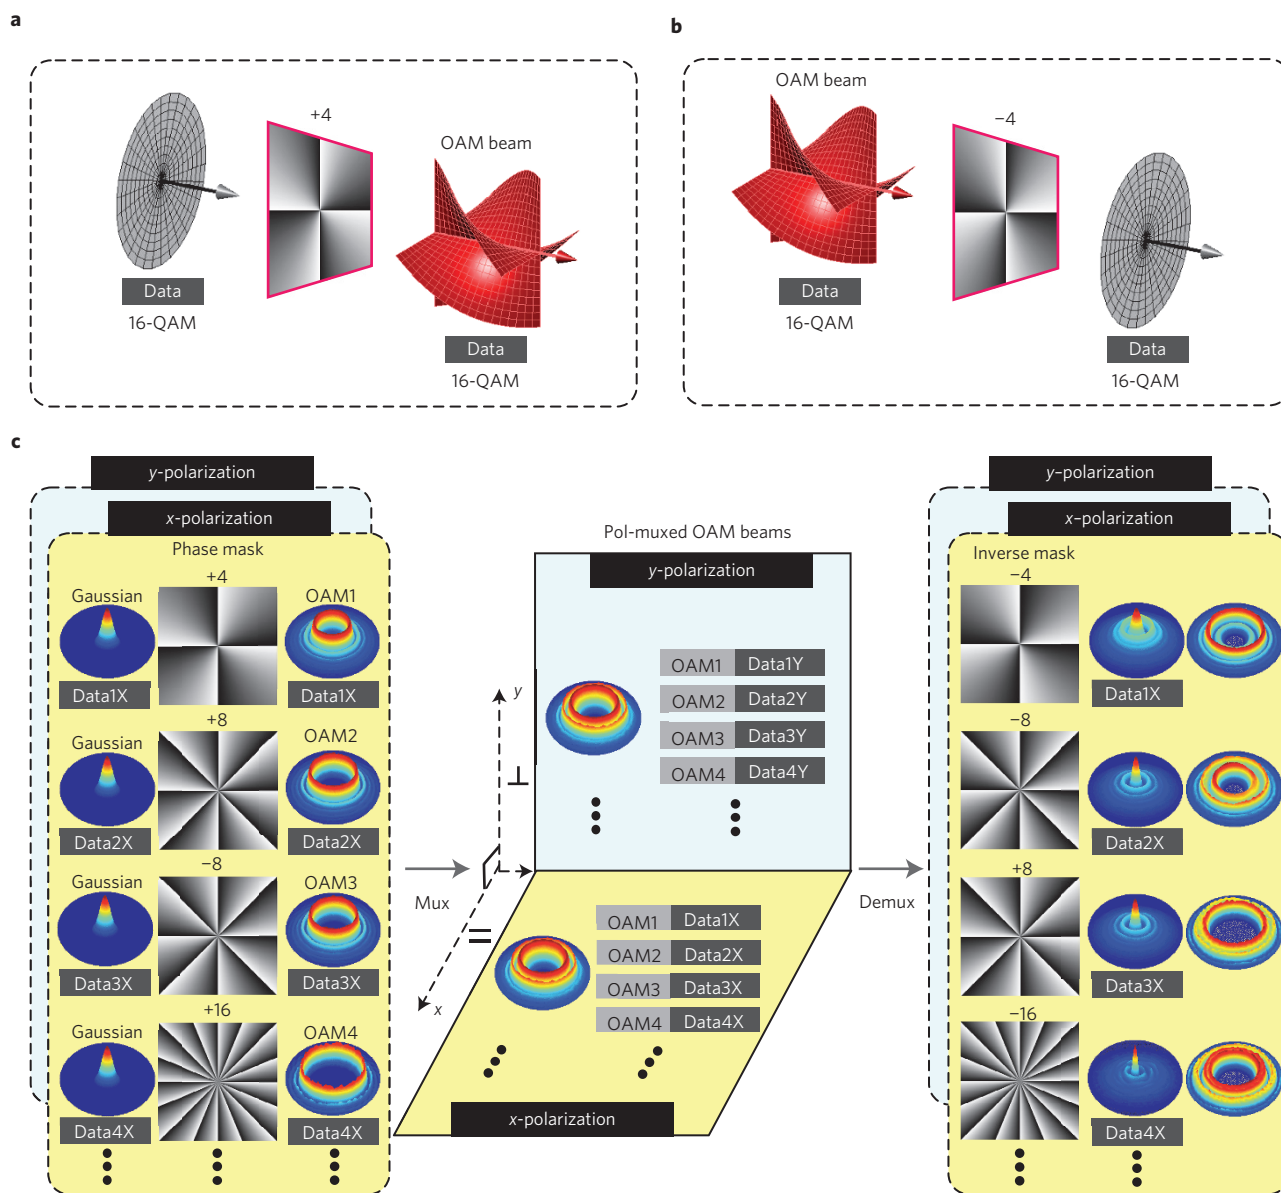 a
+4
OAM beam
Data
16-QAM
Data
16-QAM
b
OAM beam
−4
Data
16-QAM
Data
16-QAM
c
y-polarization
x-polarization
Phase mask
+4
Gaussian
OAM1
Data1X
Data1X
+8
Gaussian
OAM2
Data2X
Data2X
−8
Gaussian
OAM3
Data3X
Data3X
+16
Gaussian
OAM4
Data4X
Data4X
Mux
Pol-muxed OAM beams
y-polarization
OAM1 Data1Y
OAM2 Data2Y
OAM3 Data3Y
OAM4 Data4Y
y
⊥
=
x
OAM1 Data1X
OAM2 Data2X
OAM3 Data3X
OAM4 Data4X
x-polarization
Demux
y-polarization
x-polarization
Inverse mask
−4
Data1X
−8
Data2X
+8
Data3X
−16
Data4X